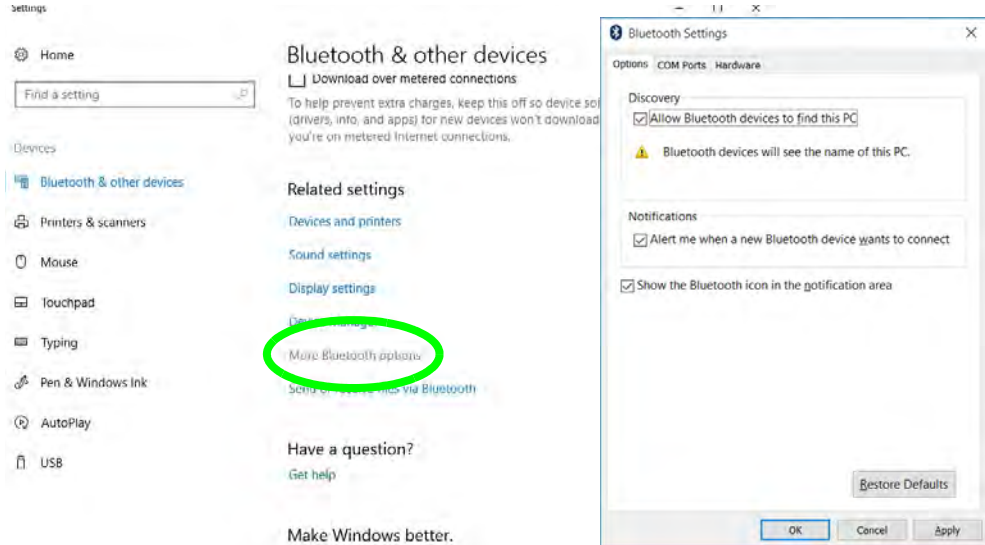 Settings
Home
Find a setting
Devices
Bluetooth & other devices
Printers & scanners
Mouse
Touchpad
Typing
Pen & Windows Ink
AutoPlay
USB
Bluetooth & other devices
Download over metered connections
To help prevent extra charges, keep this off so device
(drivers, info, and apps) for new devices won't download
you're on metered Internet connections.
Related settings
Devices and printers
Sound settings
Display settings
More Bluetooth options
via Bluetooth
Have a question?
Get help
Make Windows better.
Bluetooth Settings
Options COM Ports Hardware
Discovery
Allow Bluetooth devices to find this PC
Bluetooth devices will see the name of this PC.
Notifications
Alert me when a new Bluetooth device wants to connect
Show the Bluetooth icon in the notification area
Restore Defaults
OK Cancel Apply